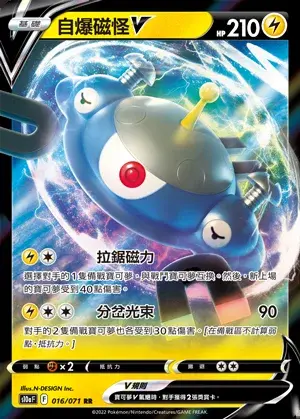 基礎 自爆磁怪V HP210
拉鋸磁力
選擇對手的1隻備戰寶可夢,與戰鬥寶可夢互換。然後,新上場
的寶可夢受到40點傷害。
分岔光束 90
對手的2隻備戰寶可夢也各受到30點傷害。[在備戰區不計算弱
點、抵抗力。]
弱點 ×2 抵抗力 撤退
Illus.N-DESIGN Inc.
s10a F F 016/071 RR
V規則
寶可夢V氣絕時,對手獲得2張獎賞卡。
©2022 Pokémon/Nintendo/Creatures/GAME FREAK.